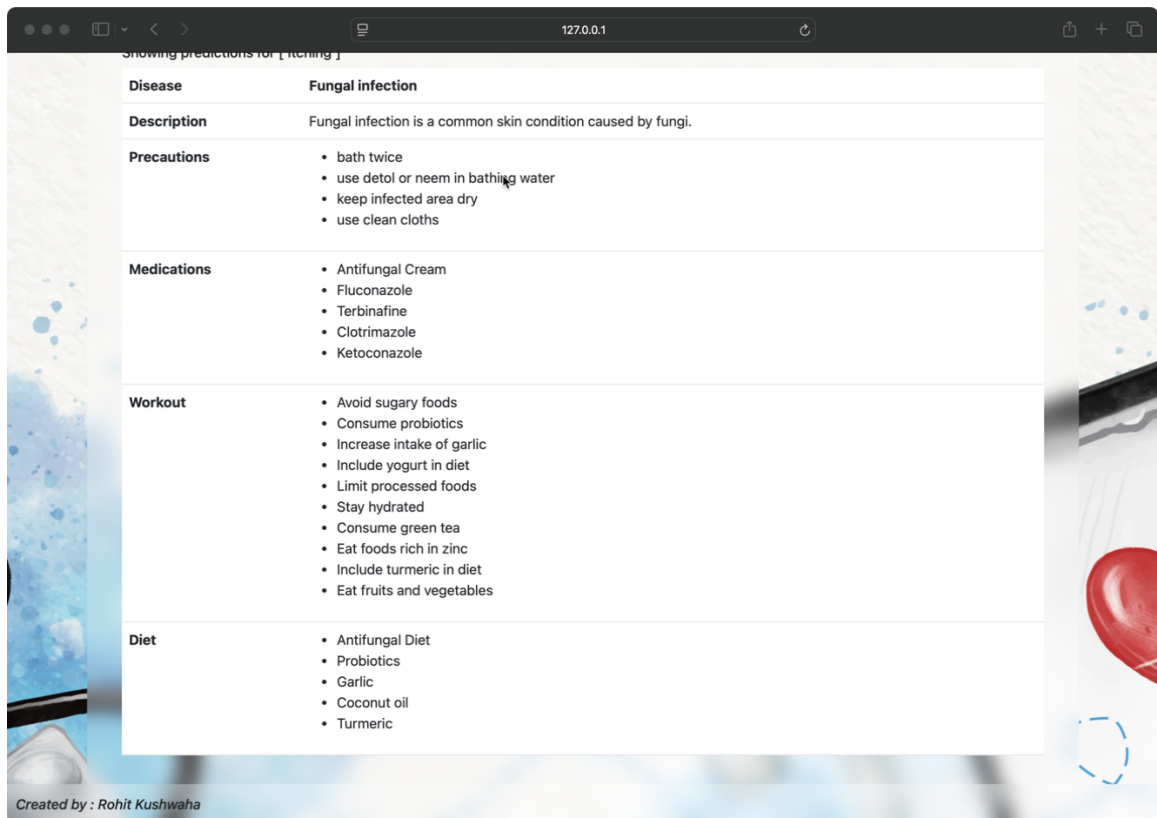 127.0.0.1
Showing predictions for [ Itching ]
Disease Fungal infection
Description Fungal infection is a common skin condition caused by fungi.
Precautions
• bath twice
• use detol or neem in bathing water
• keep infected area dry
• use clean cloths
Medications
• Antifungal Cream
• Fluconazole
• Terbinafine
• Clotrimazole
• Ketoconazole
Workout
• Avoid sugary foods
• Consume probiotics
• Increase intake of garlic
• Include yogurt in diet
• Limit processed foods
• Stay hydrated
• Consume green tea
• Eat foods rich in zinc
• Include turmeric in diet
• Eat fruits and vegetables
Diet
• Antifungal Diet
• Probiotics
• Garlic
• Coconut oil
• Turmeric
Created by : Rohit Kushwaha